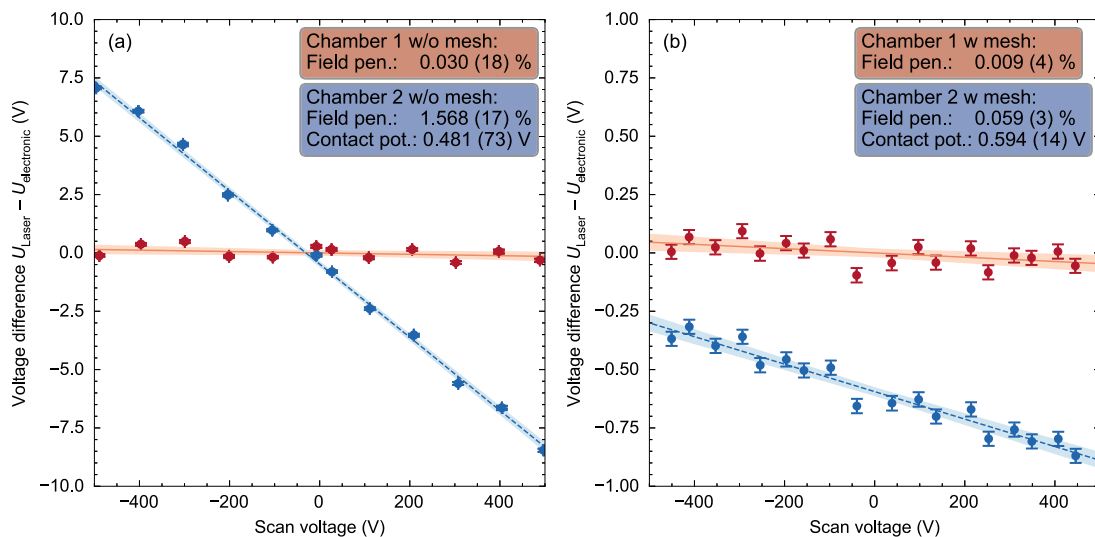 (a)
Chamber 1 w/o mesh:
Field pen.: 0.030 (18) %
Chamber 2 w/o mesh:
Field pen.: 1.568 (17) %
Contact pot.: 0.481 (73) V
10.0
7.5
5.0
2.5
0.0
−2.5
−5.0
−7.5
−10.0
Voltage difference U_Laser − U_electronic (V)
−400
−200
0
200
400
Scan voltage (V)
(b)
Chamber 1 w mesh:
Field pen.: 0.009 (4) %
Chamber 2 w mesh:
Field pen.: 0.059 (3) %
Contact pot.: 0.594 (14) V
1.00
0.75
0.50
0.25
0.00
−0.25
−0.50
−0.75
−1.00
Voltage difference U_Laser − U_electronic (V)
−400
−200
0
200
400
Scan voltage (V)